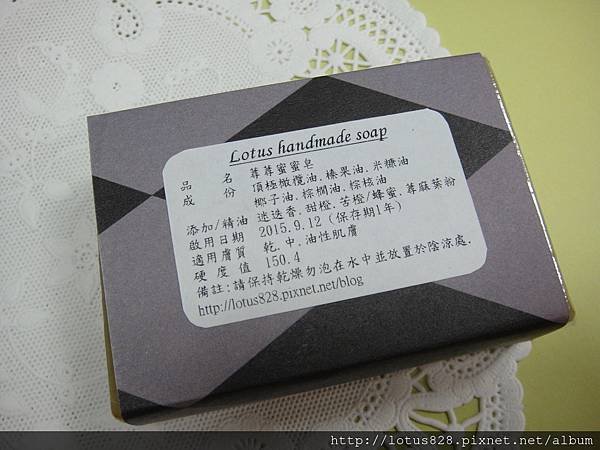 Lotus handmade soap
品 名 蕁蕁蜜蜜皂
成 份 頂極橄欖油.榛果油.米糠油
椰子油.棕櫚油.棕核油
添加/精油 迷迭香.甜橙.苦橙/蜂蜜.蕁麻葉粉
啟用日期 2015.9.12 (保存期1年)
適用膚質 乾.中.油性肌膚
硬 度 值 150.4
備註:請保持乾燥勿泡在水中並放置於陰涼處.
http://lotus828.pixnet.net/blog
http://lotus828.pixnet.net/album